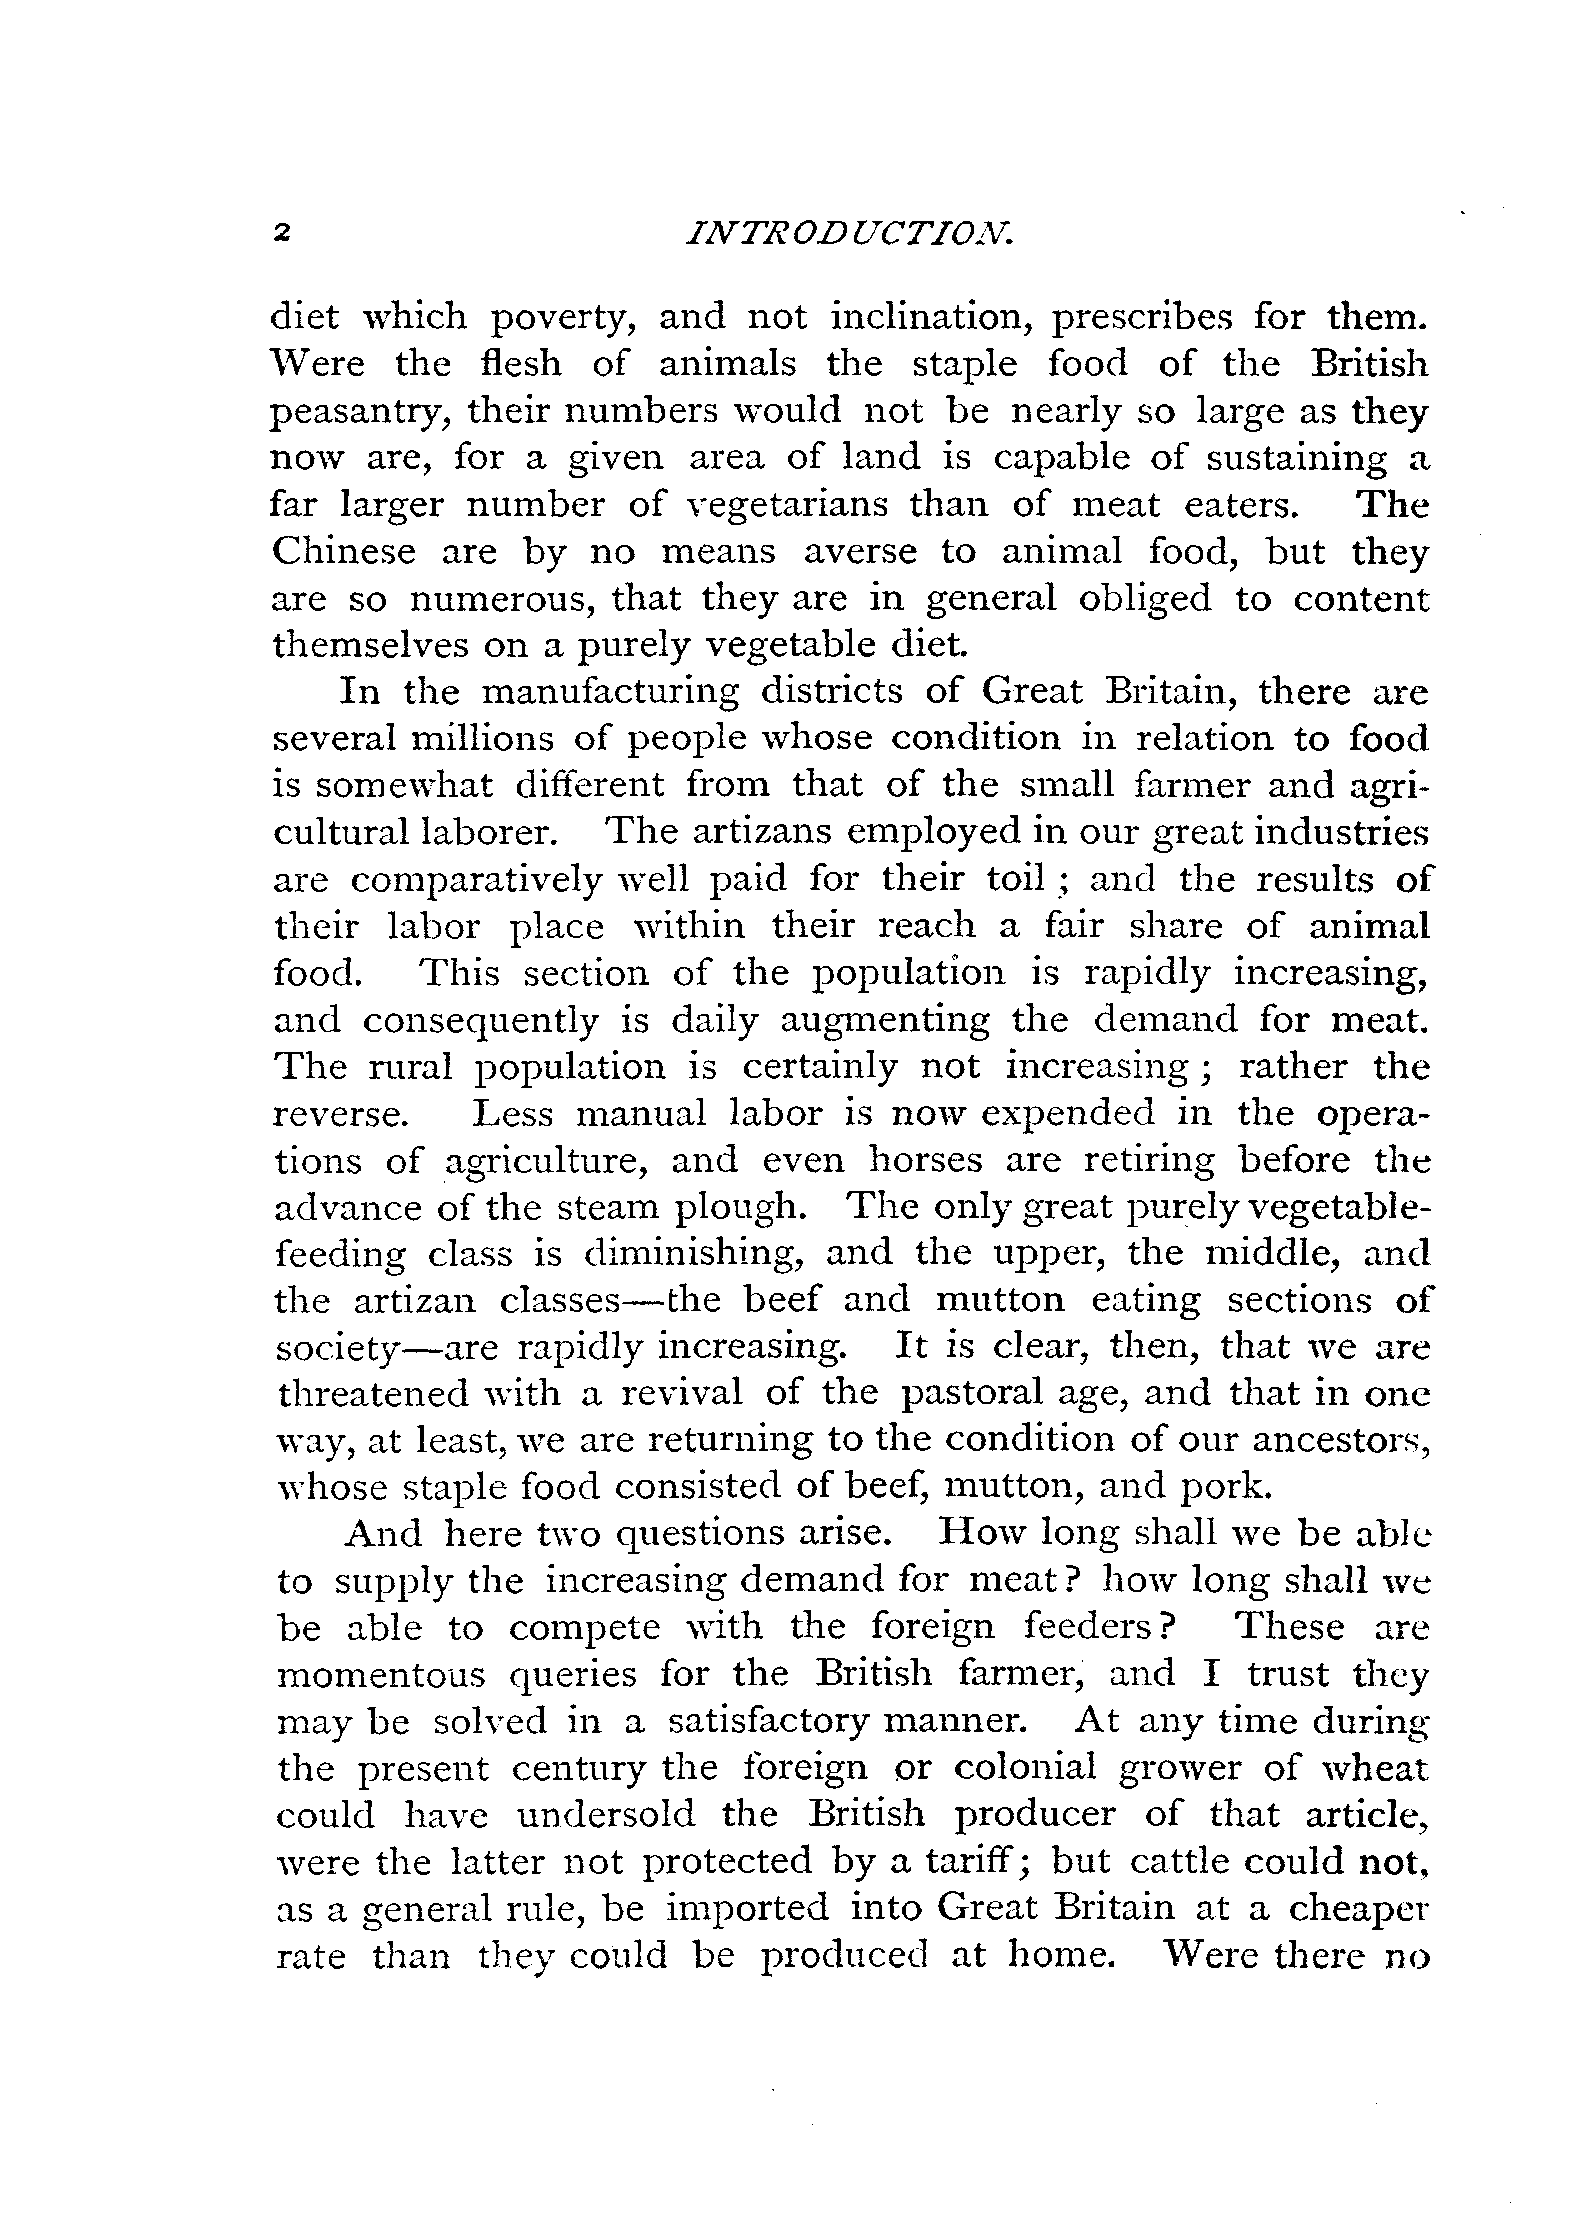 2 INTRODUCTION.
diet which poverty, and not inclination, prescribes for them.
Were the flesh of animals the staple food of the British
peasantry, their numbers would not be nearly so large as they
now are, for a given area of land is capable of sustaining a
far larger number of vegetarians than of meat eaters. The
Chinese are by no means averse to animal food, but they
are so numerous, that they are in general obliged to content
themselves on a purely vegetable diet.
In the manufacturing districts of Great Britain, there are
several millions of people whose condition in relation to food
is somewhat different from that of the small farmer and agri-
cultural laborer. The artizans employed in our great industries
are comparatively well paid for their toil ; and the results of
their labor place within their reach a fair share of animal
food. This section of the population is rapidly increasing,
and consequently is daily augmenting the demand for meat.
The rural population is certainly not increasing ; rather the
reverse. Less manual labor is now expended in the opera-
tions of agriculture, and even horses are retiring before the
advance of the steam plough. The only great purely vegetable-
feeding class is diminishing, and the upper, the middle, and
the artizan classes—the beef and mutton eating sections of
society—are rapidly increasing. It is clear, then, that we are
threatened with a revival of the pastoral age, and that in one
way, at least, we are returning to the condition of our ancestors,
whose staple food consisted of beef, mutton, and pork.
And here two questions arise. How long shall we be able
to supply the increasing demand for meat? how long shall we
be able to compete with the foreign feeders? These are
momentous queries for the British farmer, and I trust they
may be solved in a satisfactory manner. At any time during
the present century the foreign or colonial grower of wheat
could have undersold the British producer of that article,
were the latter not protected by a tariff; but cattle could not,
as a general rule, be imported into Great Britain at a cheaper
rate than they could be produced at home. Were there no